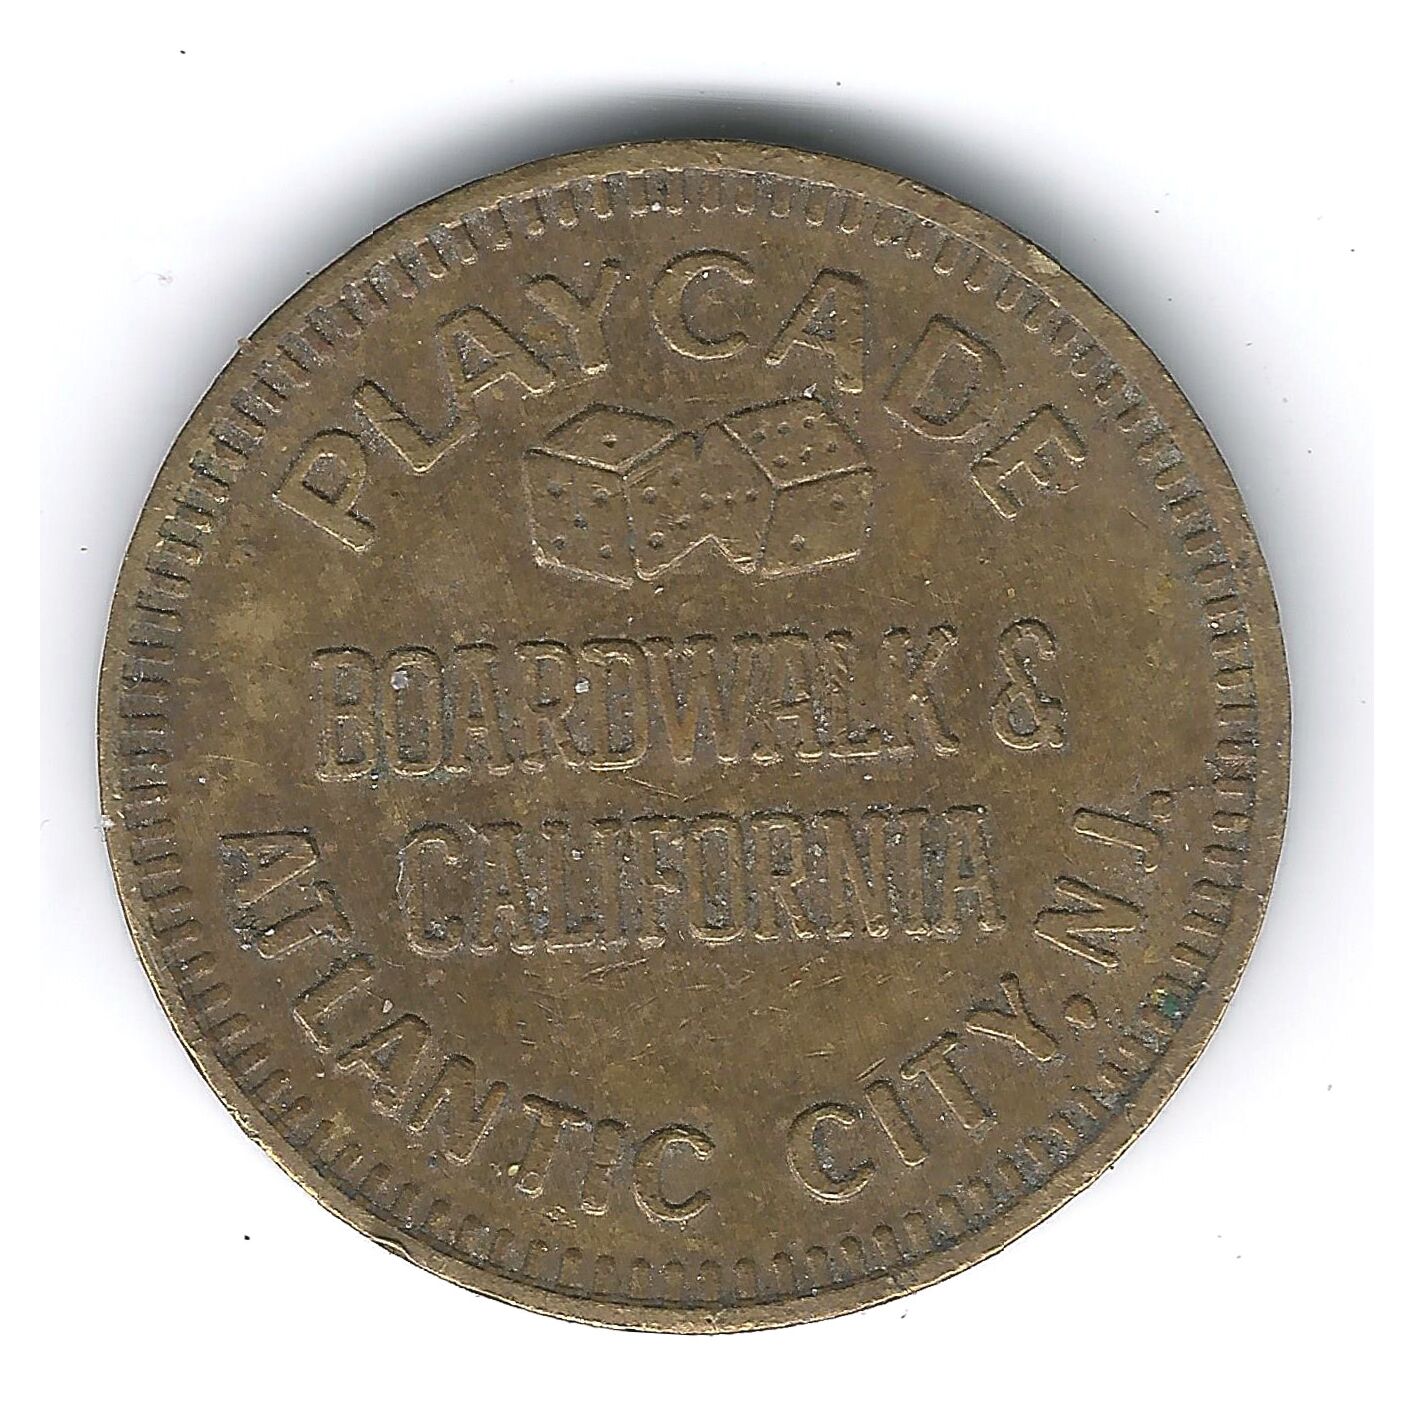 PLAYCADE
BOARDWALK &
CALIFORNIA
ATLANTIC CITY, N.J.